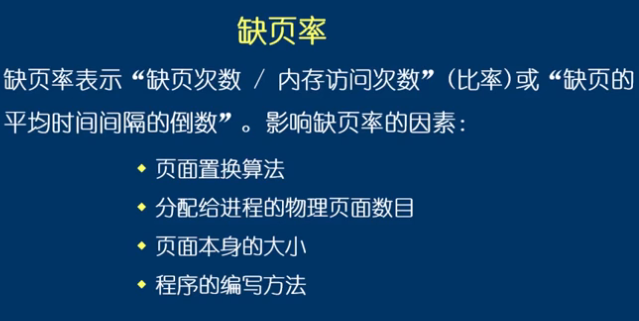 缺页率
缺页率表示“缺页次数 / 内存访问次数”(比率)或“缺页的
平均时间间隔的倒数”。影响缺页率的因素:
◆ 页面置换算法
◆ 分配给进程的物理页面数目
◆ 页面本身的大小
◆ 程序的编写方法